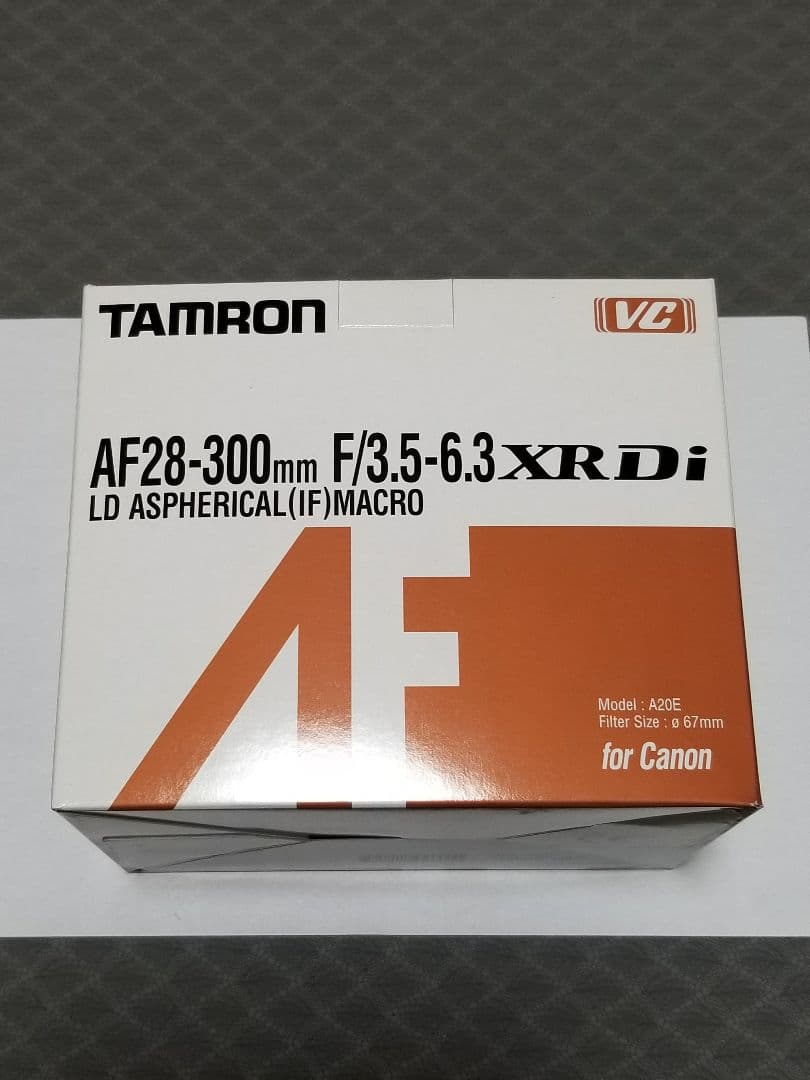 TAMRON
VC
AF28-300mm F/3.5-6.3 XR Di
LD ASPHERICAL(IF)MACRO
AF
Model : A20E
Filter Size : ø 67mm
for Canon